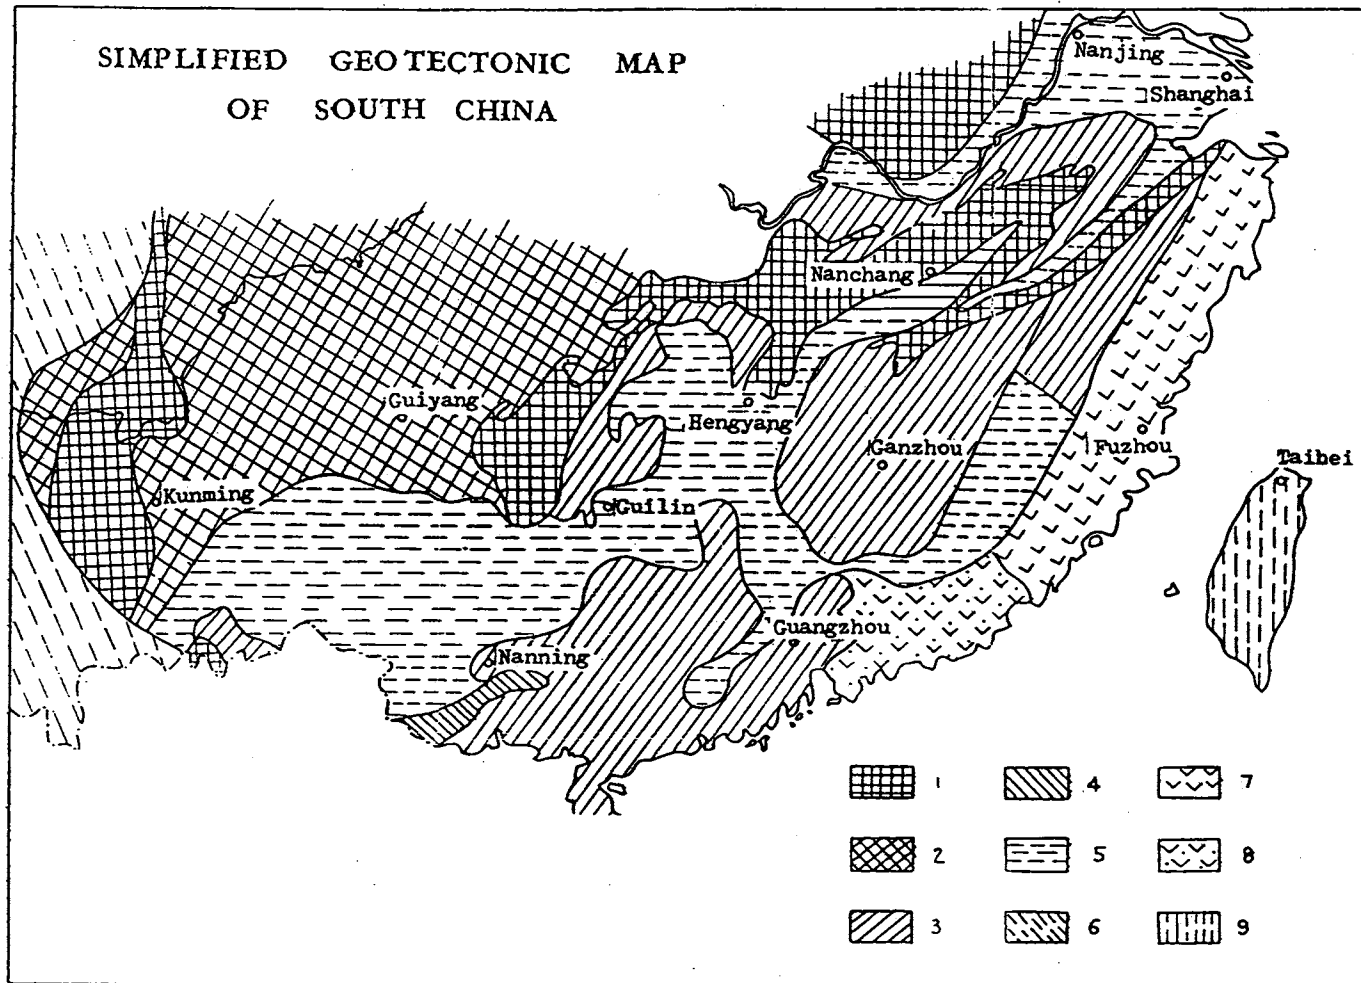 SIMPLIFIED GEOTECTONIC MAP
OF SOUTH CHINA
Nanjing
Shanghai
Nanchang
Guiyang
Hengyang
Ganzhou
Fuzhou
Taibei
Kunming
Guilin
Guangzhou
Nanning
1 4 7
2 5 8
3 6 9